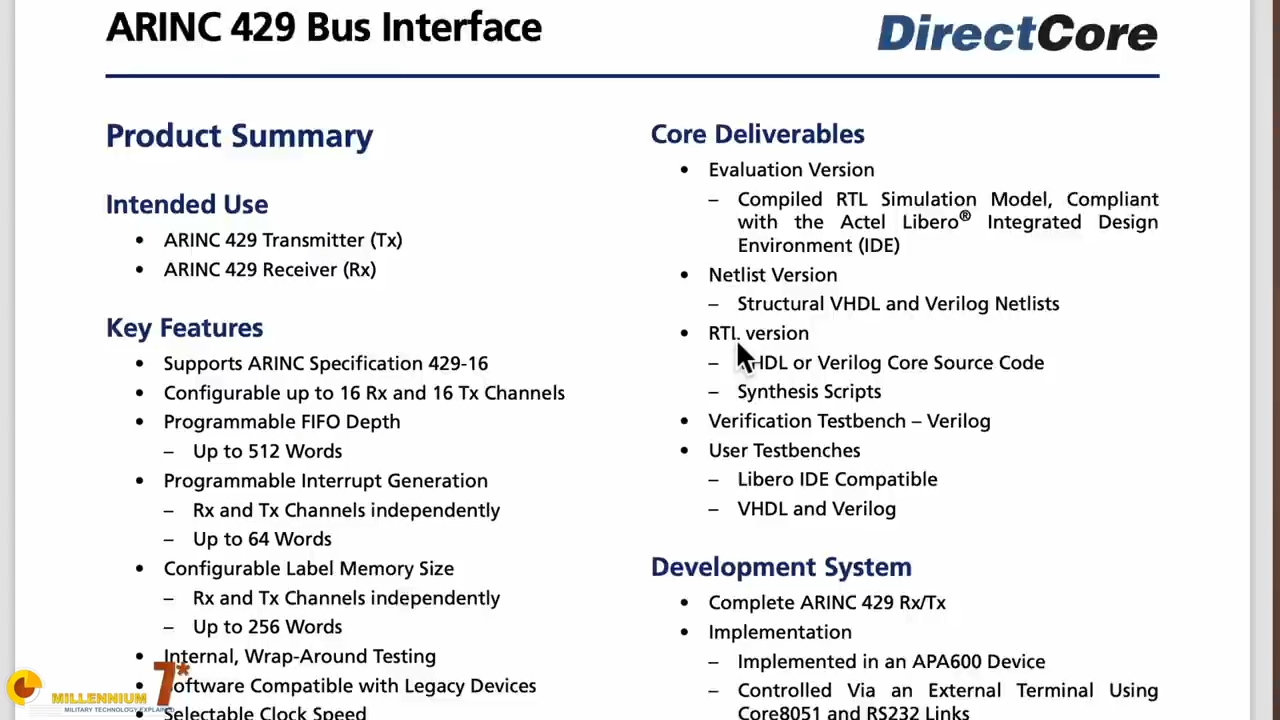 ARINC 429 Bus Interface
DirectCore
Product Summary
Intended Use
• ARINC 429 Transmitter (Tx)
• ARINC 429 Receiver (Rx)
Key Features
• Supports ARINC Specification 429-16
• Configurable up to 16 Rx and 16 Tx Channels
• Programmable FIFO Depth
– Up to 512 Words
• Programmable Interrupt Generation
– Rx and Tx Channels independently
– Up to 64 Words
• Configurable Label Memory Size
– Rx and Tx Channels independently
– Up to 256 Words
• Internal, Wrap-Around Testing
• Software Compatible with Legacy Devices
Selectable Clock Speed
Core Deliverables
• Evaluation Version
– Compiled RTL Simulation Model, Compliant
with the Actel Libero® Integrated Design
Environment (IDE)
• Netlist Version
– Structural VHDL and Verilog Netlists
• RTL version
– VHDL or Verilog Core Source Code
– Synthesis Scripts
• Verification Testbench – Verilog
• User Testbenches
– Libero IDE Compatible
– VHDL and Verilog
Development System
• Complete ARINC 429 Rx/Tx
• Implementation
– Implemented in an APA600 Device
– Controlled Via an External Terminal Using
Core8051 and RS232 Links
MILLENNIUM 7*
MILITARY TECHNOLOGY EXPLAINED